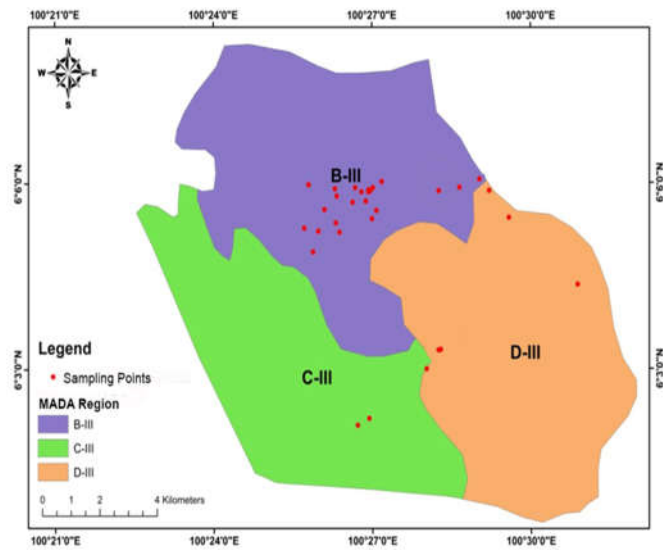 100°21'0"E 100°24'0"E 100°27'0"E 100°30'0"E
N
W E
S
6°6'0"N
6°6'0"N
B-III
6°3'0"N
6°3'0"N
D-III
C-III
Legend
Sampling Points
MADA Region
B-III
C-III
D-III
0 1 2 4 Kilometers
100°21'0"E 100°24'0"E 100°27'0"E 100°30'0"E